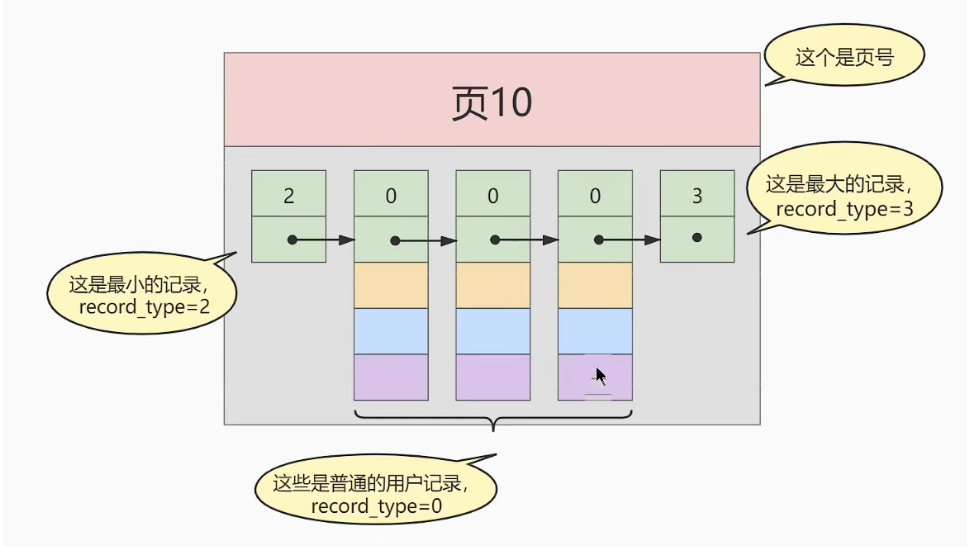 这个是页号
页10
2 0 0 0 3
这是最大的记录，
record_type=3
这是最小的记录，
record_type=2
这些是普通的用户记录，
record_type=0